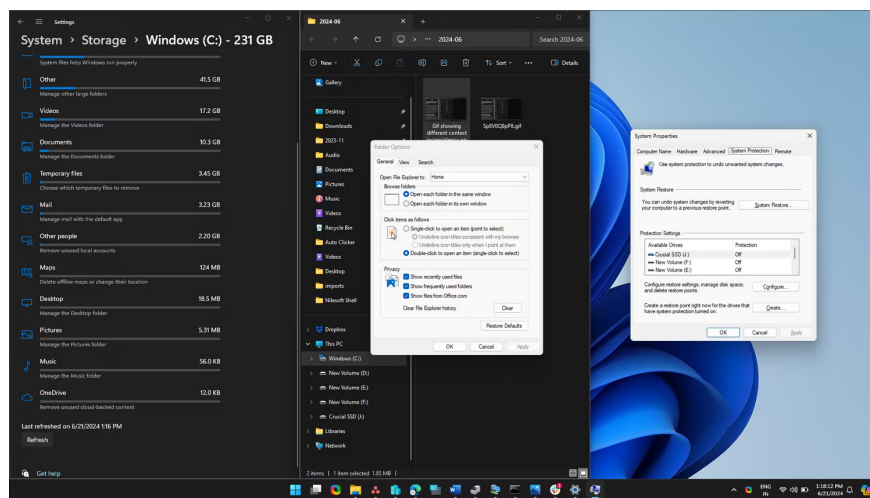 Settings
System > Storage > Windows (C:) - 231 GB
System files help Windows run properly
Other 41.5 GB
Manage other large folders
Videos 17.2 GB
Manage the Videos folder
Documents 10.3 GB
Manage the Documents folder
Temporary files 3.45 GB
Choose which temporary files to remove
Mail 3.23 GB
Manage mail with the default app
Other people 2.20 GB
Remove unused local accounts
Maps 124 MB
Delete offline maps or change their location
Desktop 18.5 MB
Manage the Desktop folder
Pictures 5.31 MB
Manage the Pictures folder
Music 56.0 KB
Manage the Music folder
OneDrive 12.0 KB
Remove unused cloud-backed content
Last refreshed on 6/21/2024 1:16 PM
Refresh
Get help
2024-06
2024-06
Search 2024-06
New
Sort
Details
Gallery
Desktop
Downloads
2023-11
Audio
Documents
Pictures
Music
Videos
Recycle Bin
Auto Clicker
Videos
Desktop
imports
Nilesoft Shell
Dropbox
This PC
Windows (C:)
New Volume (D:)
New Volume (E:)
New Volume (F:)
Crucial SSD (J:)
Libraries
Network
Gif showing
different context
Sp8V0Q8pP8.gif
2 items 1 item selected 1.85 MB
Folder Options
General View Search
Open File Explorer to: Home
Browse folders
Open each folder in the same window
Open each folder in its own window
Click items as follows
Single-click to open an item (point to select)
Underline icon titles consistent with my browser
Underline icon titles only when I point at them
Double-click to open an item (single-click to select)
Privacy
Show recently used files
Show frequently used folders
Show files from Office.com
Clear File Explorer history Clear
Restore Defaults
OK Cancel Apply
System Properties
Computer Name Hardware Advanced System Protection Remote
Use system protection to undo unwanted system changes.
System Restore
You can undo system changes by reverting
your computer to a previous restore point.
System Restore...
Protection Settings
Available Drives Protection
Crucial SSD (J:) Off
New Volume (F:) Off
New Volume (E:) Off
Configure restore settings, manage disk space,
and delete restore points.
Configure...
Create a restore point right now for the drives that
have system protection turned on.
Create...
OK Cancel Apply
ENG
IN
1:18:12 PM
6/21/2024